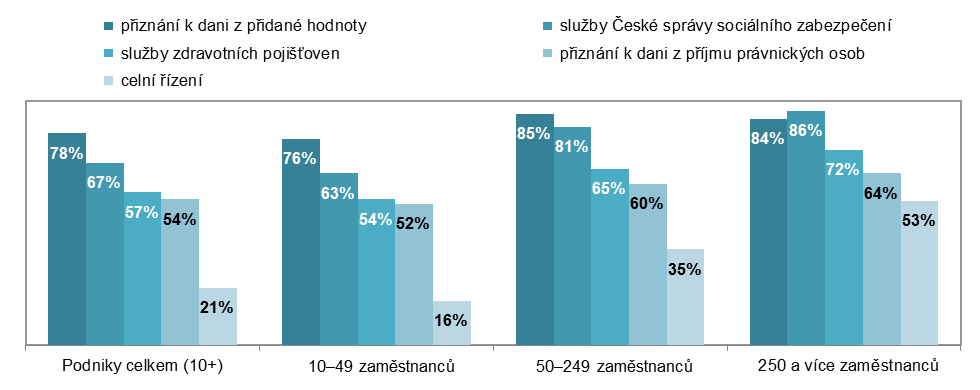 přiznání k dani z přidané hodnoty
služby České správy sociálního zabezpečení
služby zdravotních pojišťoven
přiznání k dani z příjmu právnických osob
celní řízení
78%
67%
57%
54%
21%
76%
63%
54%
52%
16%
85%
81%
65%
60%
35%
84%
86%
72%
64%
53%
Podniky celkem (10+)
10–49 zaměstnanců
50–249 zaměstnanců
250 a více zaměstnanců